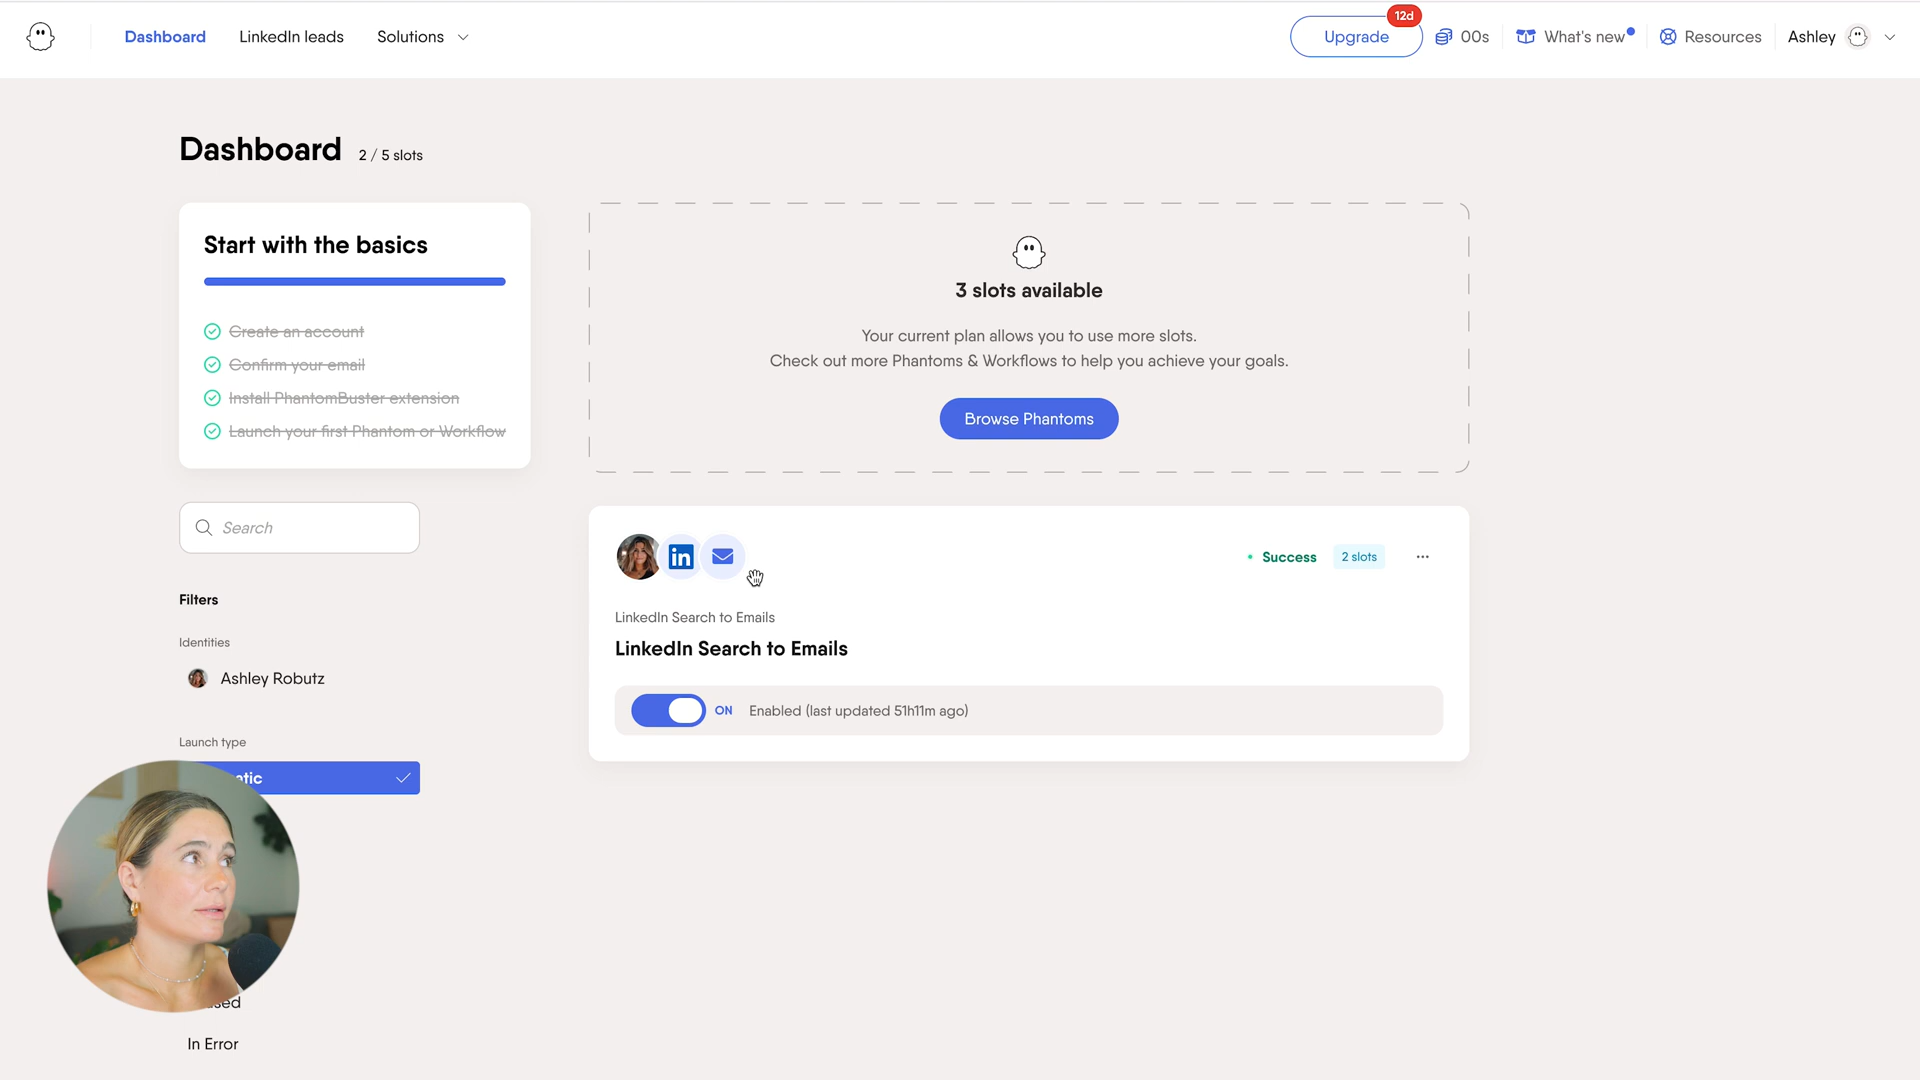 Dashboard
LinkedIn leads
Solutions
Upgrade
12d
00s
What's new
Resources
Ashley
Dashboard
2 / 5 slots
Start with the basics
Create an account
Confirm your email
Install PhantomBuster extension
Launch your first Phantom or Workflow
3 slots available
Your current plan allows you to use more slots.
Check out more Phantoms & Workflows to help you achieve your goals.
Browse Phantoms
Search
Filters
Identities
Ashley Robutz
Launch type
in
Success
2 slots
LinkedIn Search to Emails
LinkedIn Search to Emails
ON
Enabled (last updated 51h11m ago)
In Error